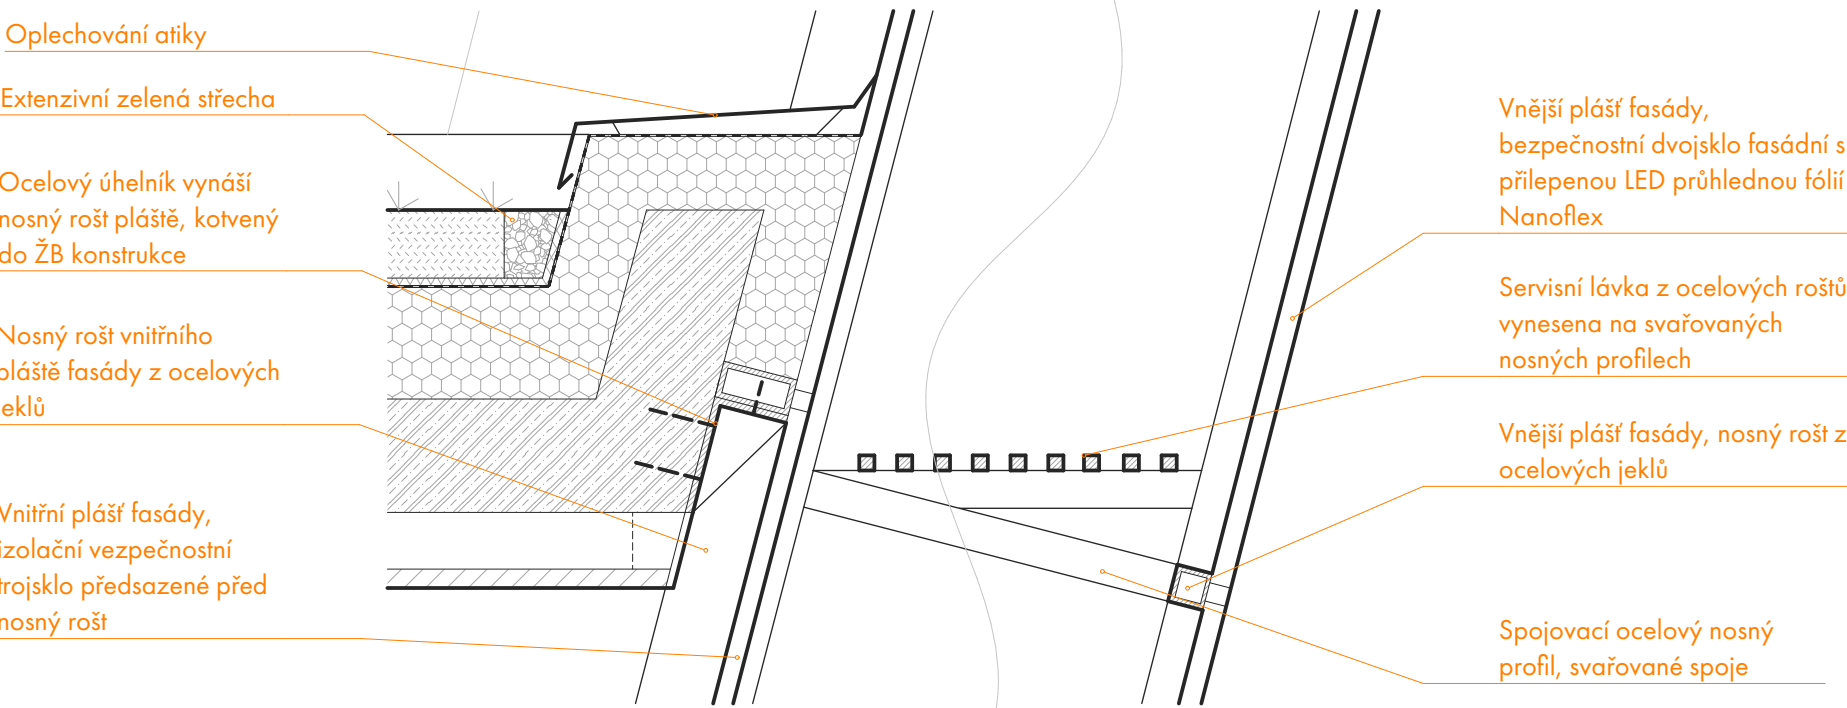 Oplechování atiky
Extenzivní zelená střecha
Ocelový úhelník vynáší
nosný rošt pláště, kotvený
do ŽB konstrukce
Nosný rošt vnitřního
pláště fasády z ocelových
jeklů
Vnitřní plášť fasády,
izolační vezpečnostní
trojsklo předsazené před
nosný rošt
Vnější plášť fasády,
bezpečnostní dvojsklo fasádní s
přilepenou LED průhlednou fólií
Nanoflex
Servisní lávka z ocelových roštů
vynesena na svařovaných
nosných profilech
Vnější plášť fasády, nosný rošt z
ocelových jeklů
Spojovací ocelový nosný
profil, svařované spoje